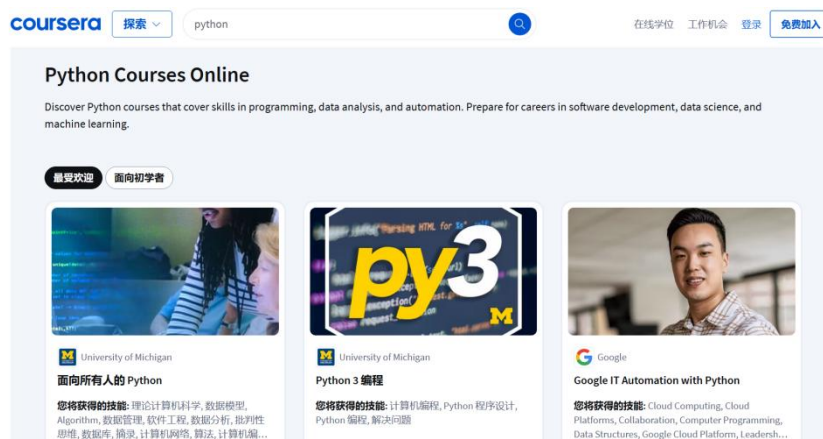 coursera 探索 python 在线学位 工作机会 登录 免费加入
Python Courses Online
Discover Python courses that cover skills in programming, data analysis, and automation. Prepare for careers in software development, data science, and
machine learning.
最受欢迎 面向初学者
"Parsing HTML for %s"
py3
M
exception(
request
M University of Michigan
面向所有人的 Python
您将获得的技能: 理论计算机科学, 数据模型,
Algorithm, 数据管理, 软件工程, 数据分析, 批判性
思维, 数据库, 摘录, 计算机网络, 算法, 计算机编...
M University of Michigan
Python 3 编程
您将获得的技能: 计算机编程, Python 程序设计,
Python 编程, 解决问题
G Google
Google IT Automation with Python
您将获得的技能: Cloud Computing, Cloud
Platforms, Collaboration, Computer Programming,
Data Structures, Google Cloud Platform, Leadersh...